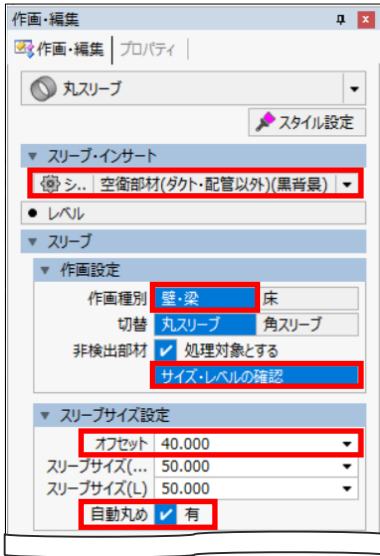 作画・編集
作画・編集 プロパティ
丸スリーブ
スタイル設定
スリーブ・インサート
シ.. 空衛部材(ダクト・配管以外)(黒背景)
レベル
スリーブ
作画設定
作画種別 壁・梁 床
切替 丸スリーブ 角スリーブ
非検出部材 処理対象とする
サイズ・レベルの確認
スリーブサイズ設定
オフセット 40.000
スリーブサイズ(... 50.000
スリーブサイズ(L) 50.000
自動丸め 有